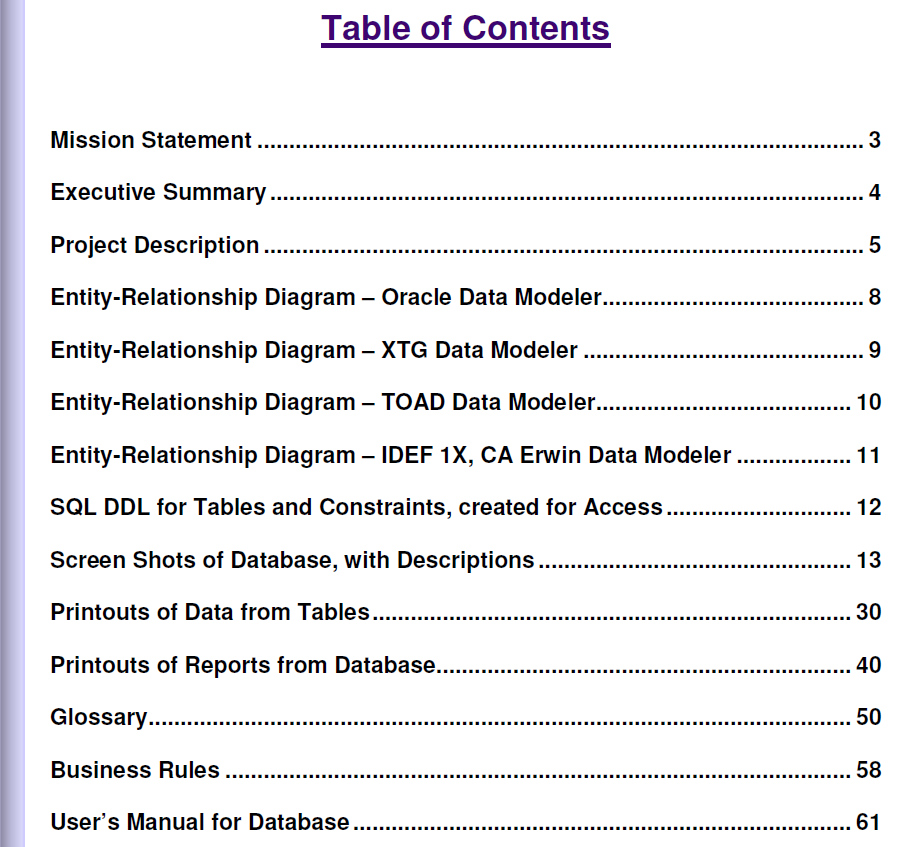 Table of Contents
Mission Statement ........................................................................................ 3
Executive Summary ...................................................................................... 4
Project Description ....................................................................................... 5
Entity-Relationship Diagram – Oracle Data Modeler....................................... 8
Entity-Relationship Diagram – XTG Data Modeler .......................................... 9
Entity-Relationship Diagram – TOAD Data Modeler...................................... 10
Entity-Relationship Diagram – IDEF 1X, CA Erwin Data Modeler .................. 11
SQL DDL for Tables and Constraints, created for Access ............................ 12
Screen Shots of Database, with Descriptions ............................................... 13
Printouts of Data from Tables ......................................................................... 30
Printouts of Reports from Database............................................................... 40
Glossary........................................................................................................... 50
Business Rules ................................................................................................ 58
User’s Manual for Database ............................................................................ 61